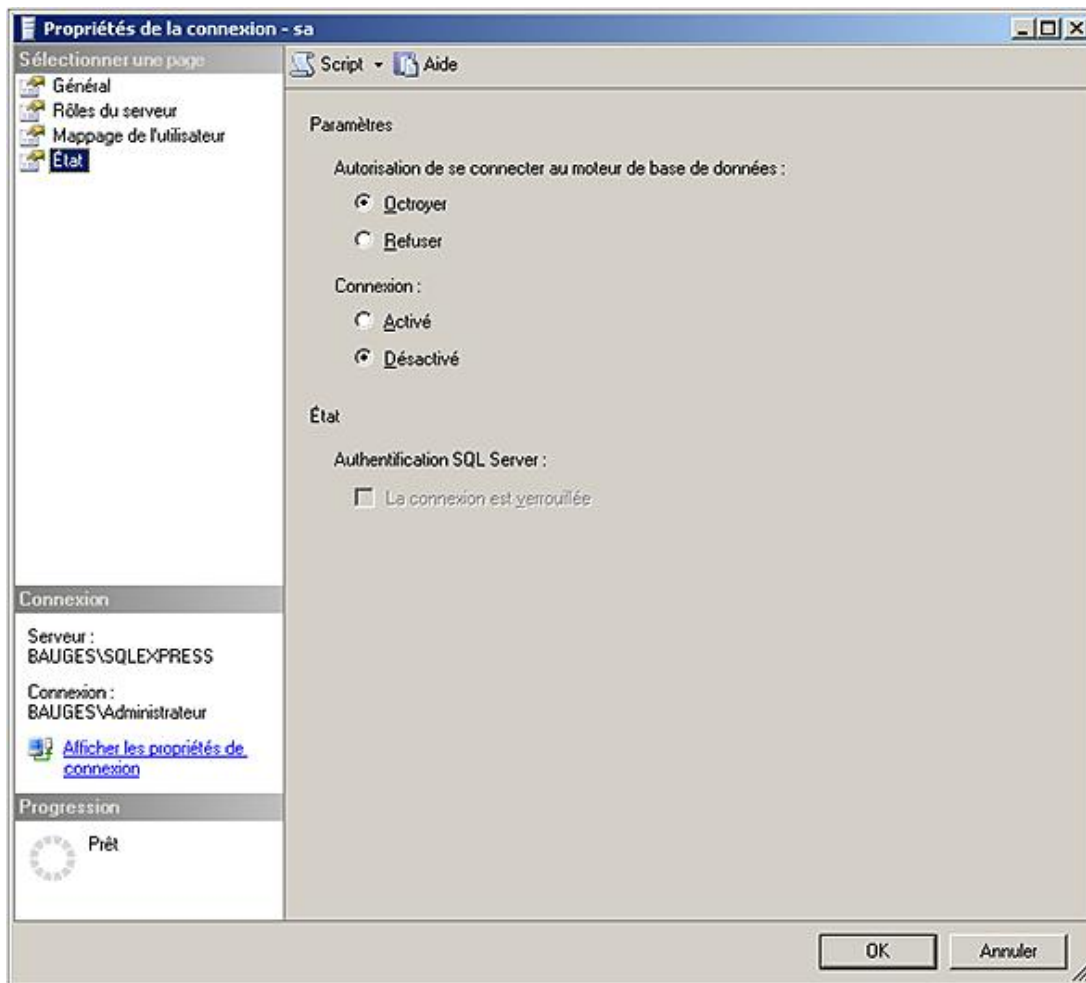 Propriétés de la connexion - sa
Sélectionner une page
Général
Rôles du serveur
Mappage de l'utilisateur
État
Script
Aide
Paramètres
Autorisation de se connecter au moteur de base de données :
Octroyer
Refuser
Connexion :
Activé
Désactivé
État
Authentification SQL Server :
La connexion est verrouillée
Connexion
Serveur :
BAUGES\SQLEXPRESS
Connexion :
BAUGES\Administrateur
Afficher les propriétés de
connexion
Progression
Prêt
OK
Annuler